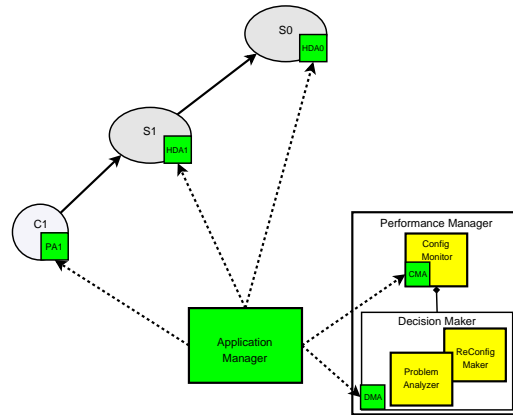 S0
HDA0
S1
HDA1
C1
PA1
Performance Manager
Config
Monitor
CMA
Application
Manager
Decision Maker
ReConfig
Maker
Problem
Analyzer
DMA